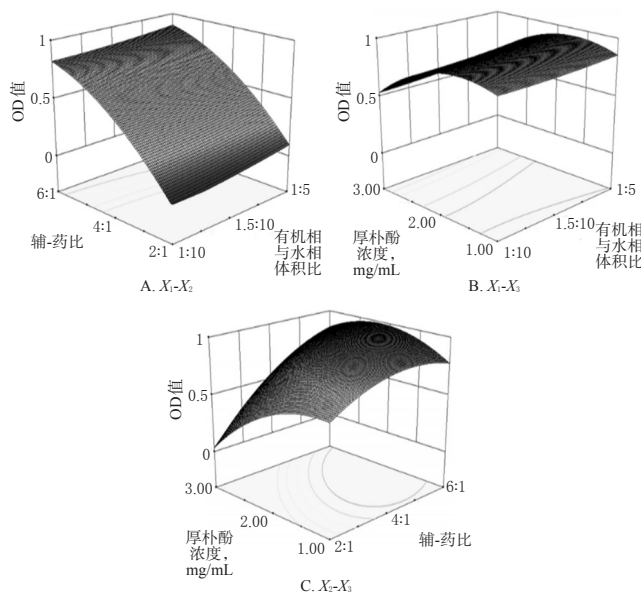 1
0.5
0
OD值
6∶1
4∶1
2∶1
辅-药比
1∶10
1.5∶10
1∶5
有机相
与水相
体积比
A. X₁-X₂
1
0.5
0
OD值
3.00
2.00
1.00
厚朴酚
浓度,
mg/mL
1∶10
1.5∶10
1∶5
有机相
与水相
体积比
B. X₁-X₃
1
0.5
0
OD值
3.00
2.00
1.00
厚朴酚
浓度,
mg/mL
2∶1
4∶1
6∶1
辅-药比
C. X₂-X₃